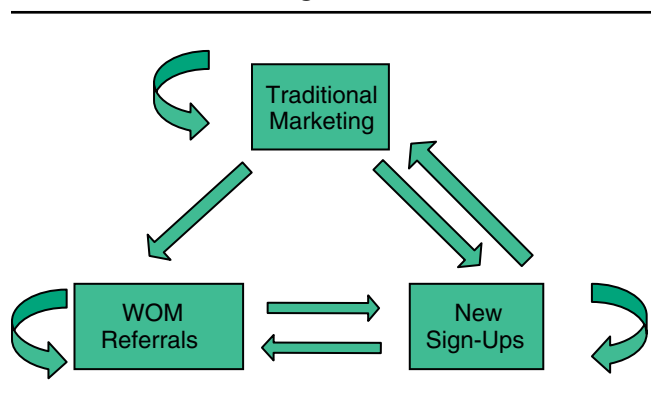 Traditional
Marketing
WOM
Referrals
New
Sign-Ups